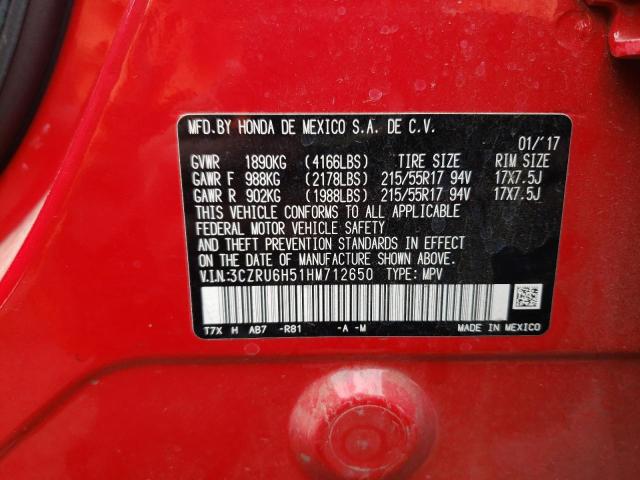 MFD.BY HONDA DE MEXICO S.A. DE C.V.
01/'17
GVWR 1890KG (4166LBS) TIRE SIZE RIM SIZE
GAWR F 988KG (2178LBS) 215/55R17 94V 17X7.5J
GAWR R 902KG (1988LBS) 215/55R17 94V 17X7.5J
THIS VEHICLE CONFORMS TO ALL APPLICABLE
FEDERAL MOTOR VEHICLE SAFETY
AND THEFT PREVENTION STANDARDS IN EFFECT
ON THE DATE OF MANUFACTURE SHOWN ABOVE.
V.I.N:3CZRU6H51HM712650 TYPE: MPV
T7X H AB7 -R81 -A -M MADE IN MEXICO